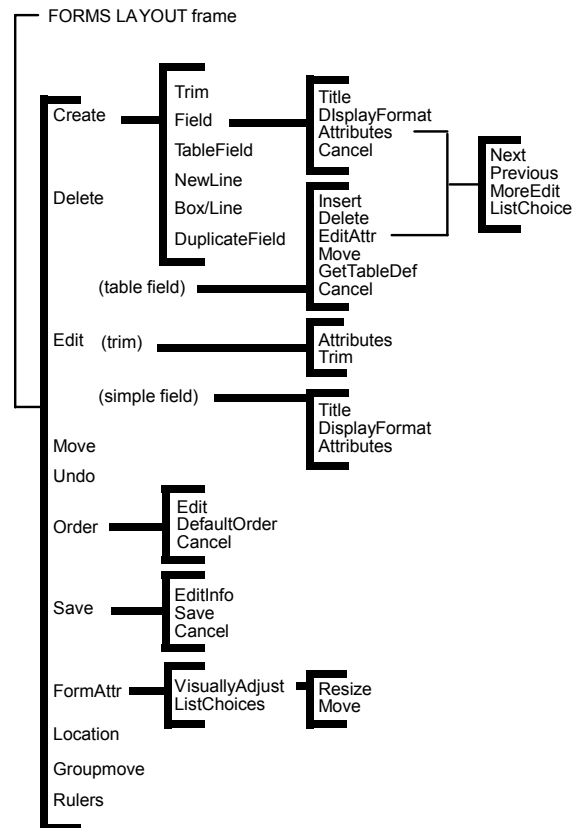 FORMS LAYOUT frame
Create
Trim
Field
TableField
NewLine
Box/Line
DuplicateField
Title
DIsplayFormat
Attributes
Cancel
Next
Previous
MoreEdit
ListChoice
Delete
(table field)
Insert
Delete
EditAttr
Move
GetTableDef
Cancel
Edit (trim)
Attributes
Trim
(simple field)
Title
DisplayFormat
Attributes
Move
Undo
Order
Edit
DefaultOrder
Cancel
Save
EditInfo
Save
Cancel
FormAttr
VisuallyAdjust
ListChoices
Resize
Move
Location
Groupmove
Rulers